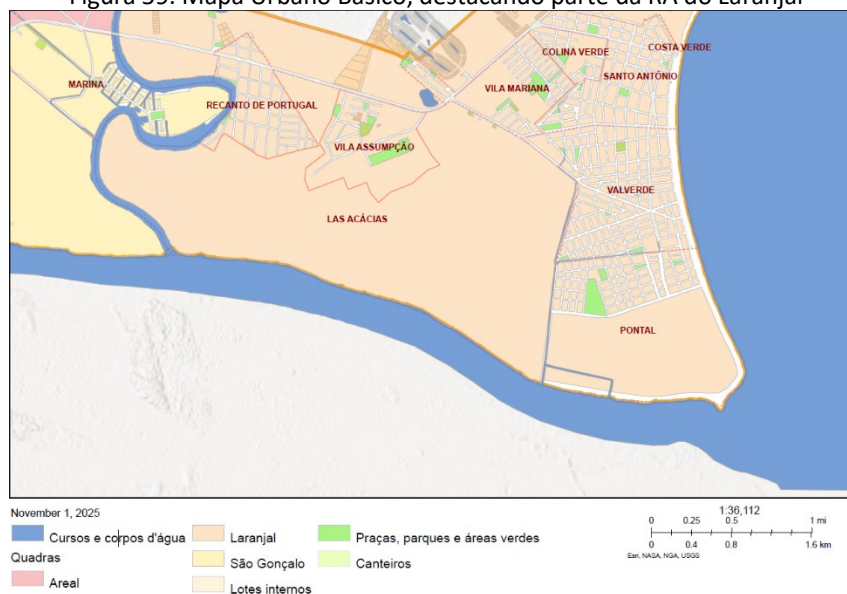 Figura 39: Mapa Urbano Básico, destacando parte da RA do Laranjal
COLINA VERDE
COSTA VERDE
SANTO ANTÔNIO
MARINA
VILA MARIANA
RECANTO DE PORTUGAL
VILA ASSUMPÇÃO
VALVERDE
LAS ACÁCIAS
PONTAL
November 1, 2025
Cursos e corpos d'água
Quadras
Areal
Laranjal
São Gonçalo
Lotes internos
Praças, parques e áreas verdes
Canteiros
1:36,112
0 0.25 0.5 1 mi
0 0.4 0.8 1.6 km
Esri, NASA, NGA, USGS